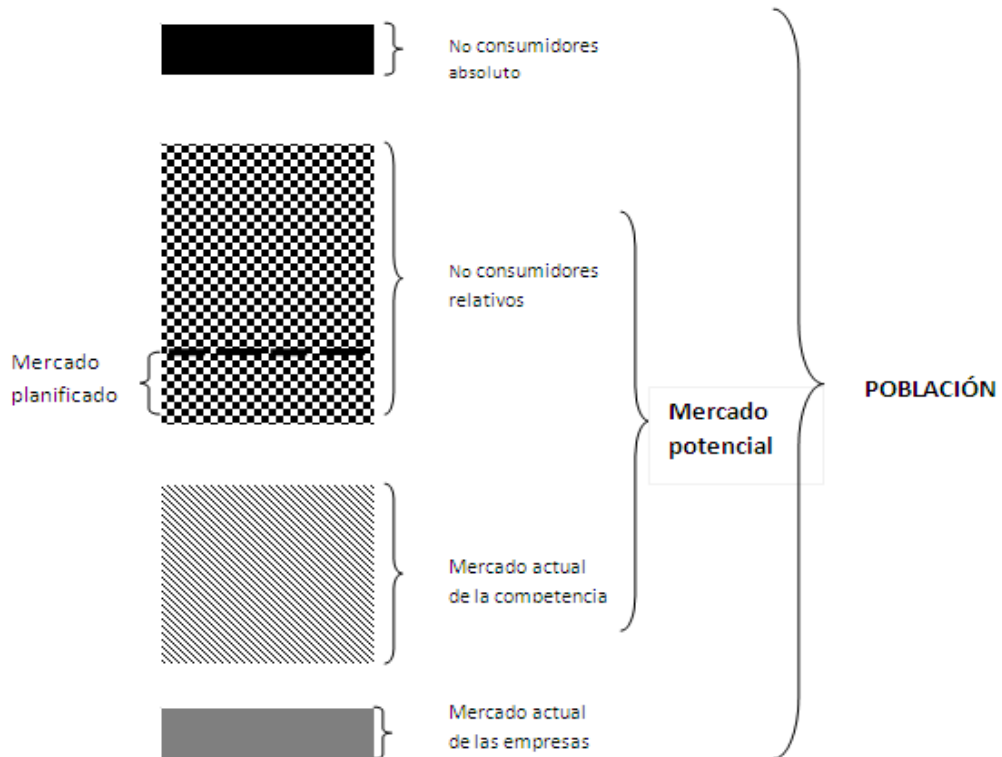 No consumidores
absoluto
No consumidores
relativos
Mercado
planificado
POBLACIÓN
Mercado
potencial
Mercado actual
de la competencia
Mercado actual
de las empresas